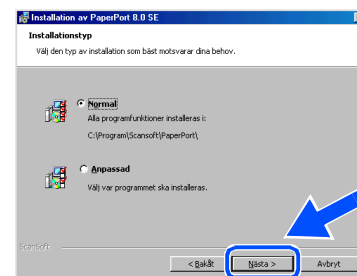 Installation av PaperPort 8.0 SE
Installationstyp
Välj den typ av installation som bäst motsvarar dina behov.
Normal
Alla programfunktioner installeras i:
C:\Program\Scansoft\PaperPort\
Anpassad
Välj var programmet ska installeras.
ScanSoft
< Bakåt
Nästa >
Avbryt